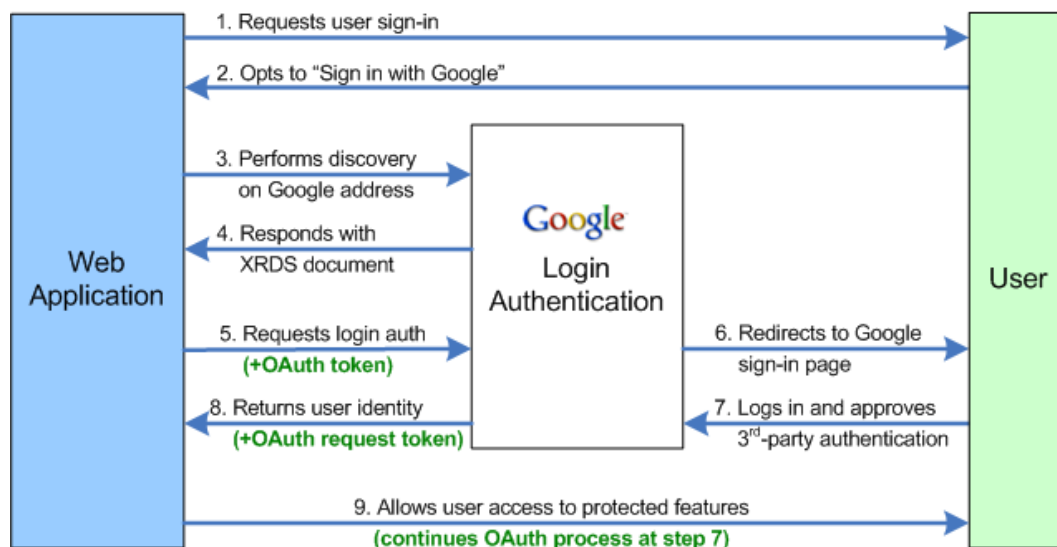 1. Requests user sign-in
2. Opts to “Sign in with Google”
3. Performs discovery
on Google address
4. Responds with
XRDS document
Web
Application
Google
Login
Authentication
User
5. Requests login auth
(+OAuth token)
6. Redirects to Google
sign-in page
8. Returns user identity
(+OAuth request token)
7. Logs in and approves
3rd-party authentication
9. Allows user access to protected features
(continues OAuth process at step 7)